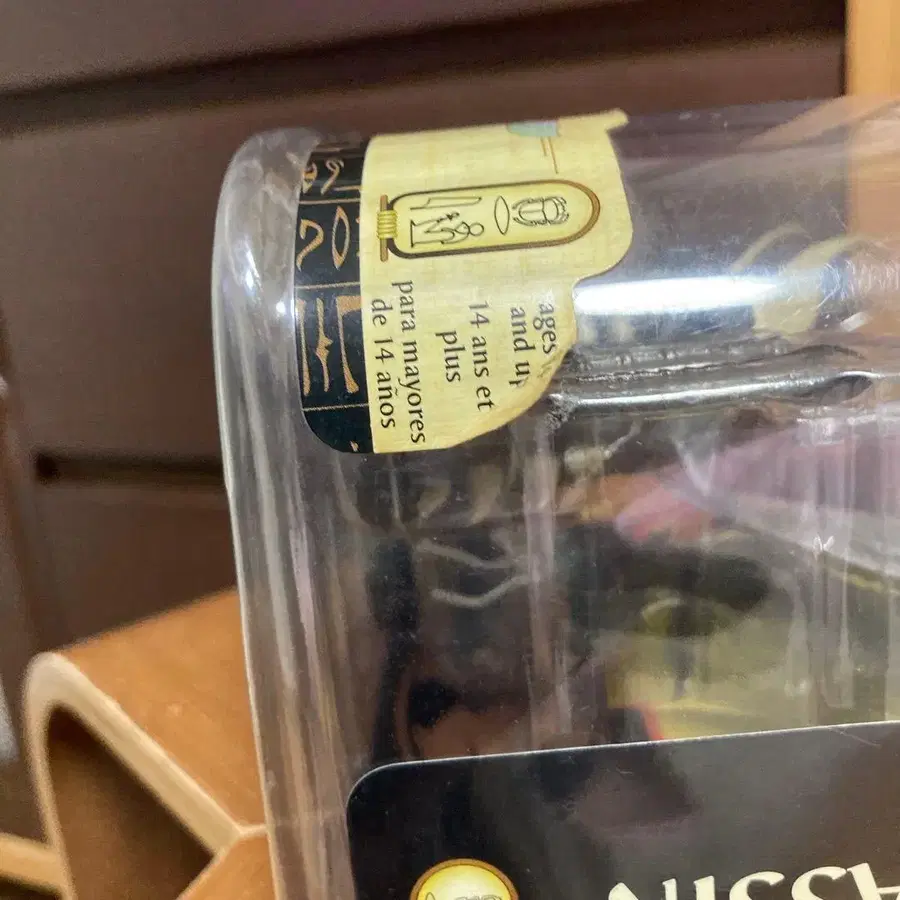 ages
and up
14 ans et
plus
para mayores
de 14 años